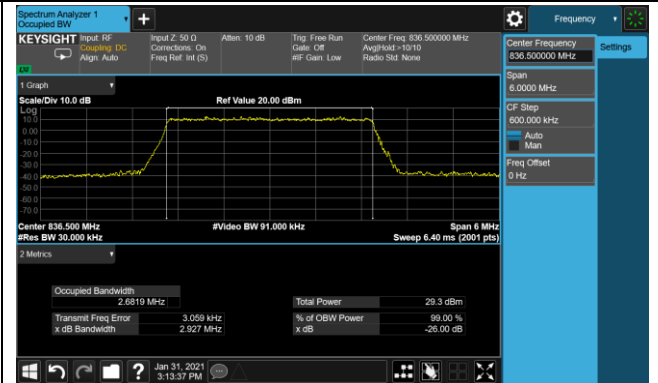 Spectrum Analyzer 1
Occupied BW
Frequency
KEYSIGHT
Input: RF
Coupling: DC
Align: Auto
Input Z: 50 Ω
Corrections: On
Freq Ref: Int (S)
Atten: 10 dB
Trig: Free Run
Gate: Off
#IF Gain: Low
Center Freq: 836.500000 MHz
Avg|Hold:>10/10
Radio Std: None
Center Frequency
836.500000 MHz
Settings
Span
6.0000 MHz
CF Step
600.000 kHz
Auto
Man
Freq Offset
0 Hz
1 Graph
Scale/Div 10.0 dB
Ref Value 20.00 dBm
Log
10.0
0.00
-10.0
-20.0
-30.0
-40.0
-50.0
-60.0
-70.0
Center 836.500 MHz
#Video BW 91.000 kHz
Span 6 MHz
#Res BW 30.000 kHz
Sweep 6.40 ms (2001 pts)
2 Metrics
Occupied Bandwidth
2.6819 MHz
Total Power 29.3 dBm
Transmit Freq Error 3.059 kHz
% of OBW Power 99.00 %
x dB Bandwidth 2.927 MHz
x dB -26.00 dB
?
Jan 31, 2021
3:13:37 PM